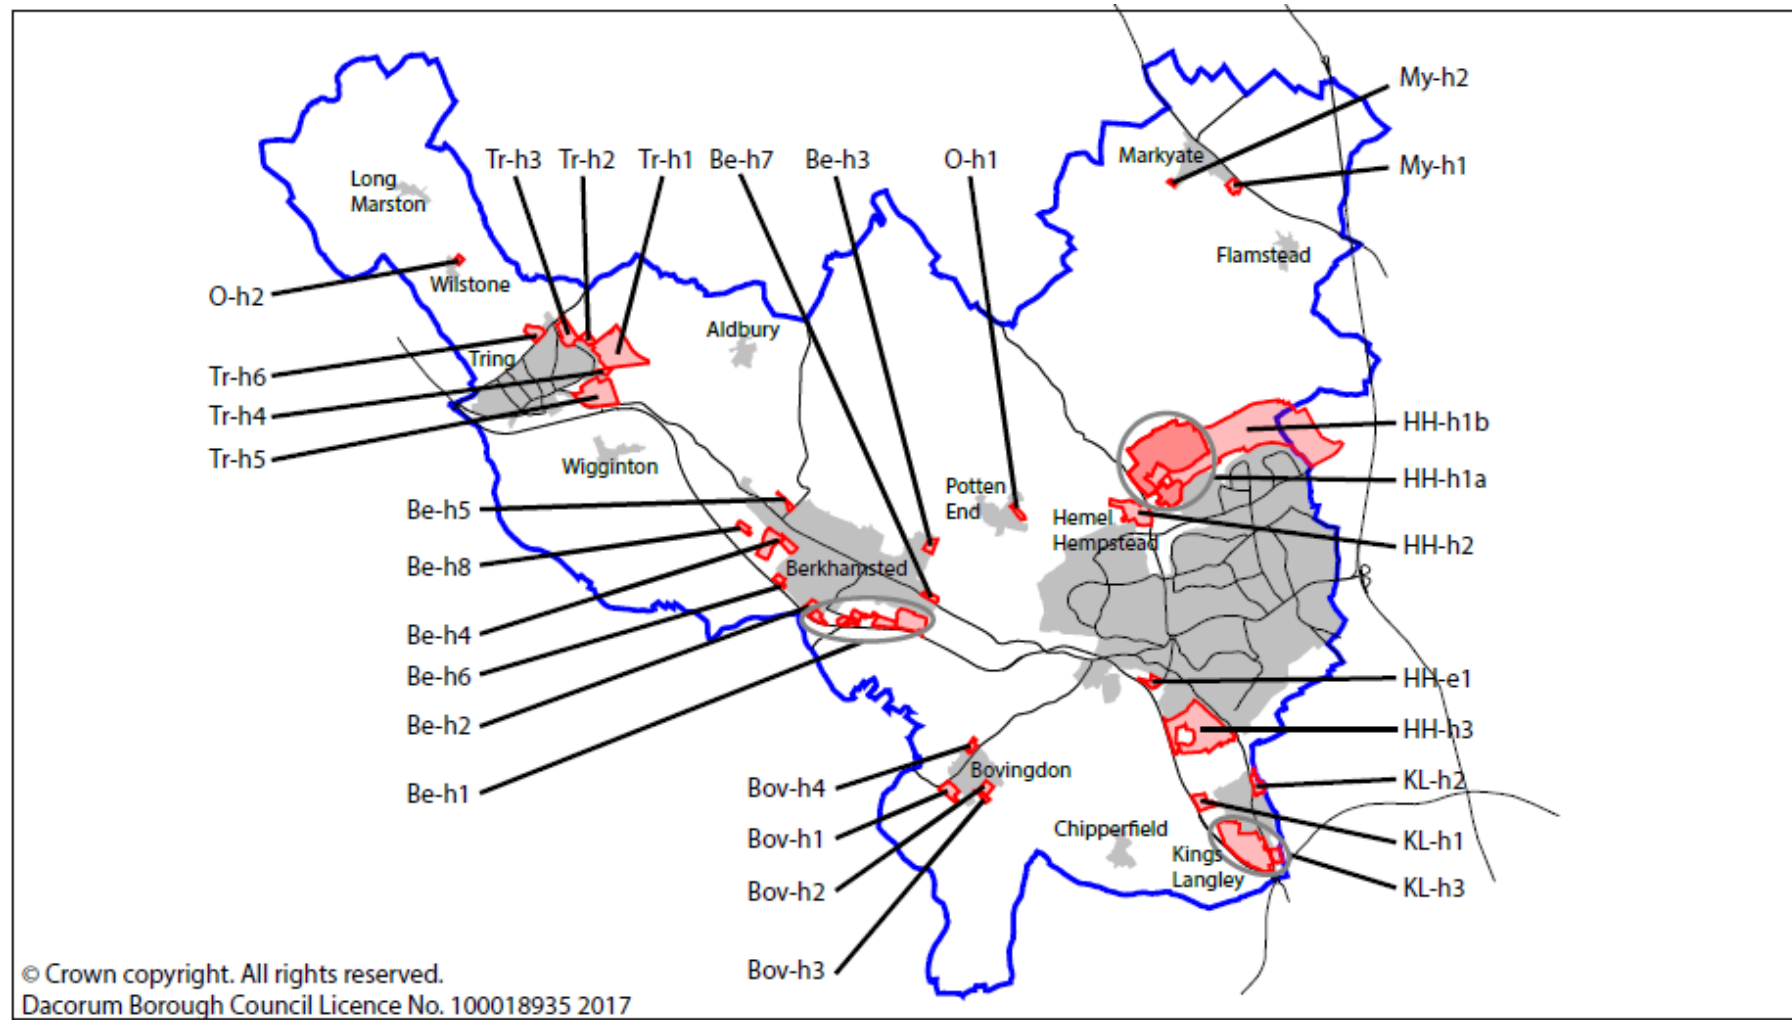 My-h2
Tr-h3 Tr-h2 Tr-h1 Be-h7 Be-h3 O-h1
Markyate
My-h1
Long
Marston
Flamstead
O-h2
Wilstone
Aldbury
Tring
Tr-h6
Tr-h4
Tr-h5
HH-h1b
Wigginton
HH-h1a
Potten
End
Be-h5
Hemel
Hempstead
HH-h2
Be-h8
Berkhamsted
Be-h4
Be-h6
HH-e1
Be-h2
HH-h3
Bovingdon
Be-h1
Bov-h4
KL-h2
Chipperfield
Bov-h1
KL-h1
Kings
Langley
Bov-h2
KL-h3
Bov-h3
© Crown copyright. All rights reserved.
Dacorum Borough Council Licence No. 100018935 2017